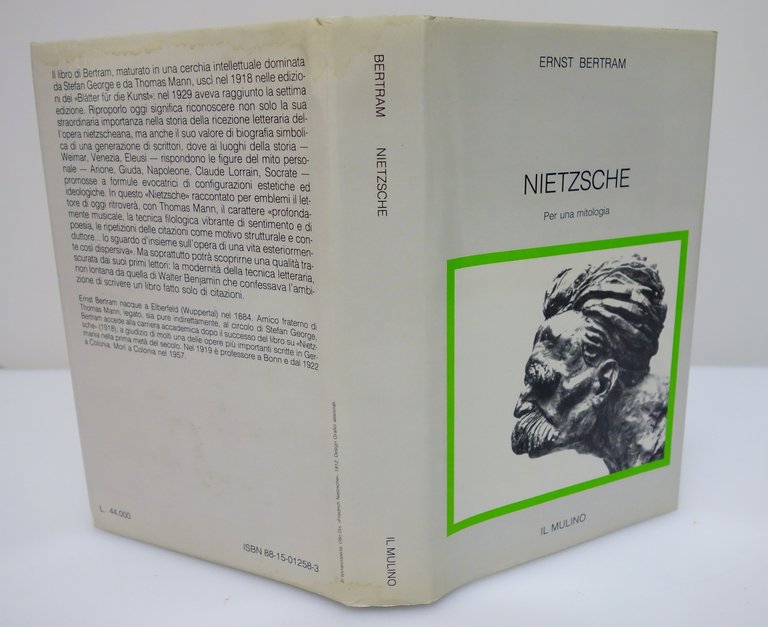 Il libro di Bertram, maturato in una cerchia intellettuale dominata
da Stefan George e da Thomas Mann, uscì nel 1918 nelle edizio-
ni dei «Blätter für die Kunst»: nel 1929 aveva raggiunto la settima
edizione. Riproporlo oggi significa riconoscere non solo la sua
straordinaria importanza nella storia della ricezione letteraria del-
l'opera nietzscheana, ma anche il suo valore di biografia simboli-
ca di una generazione di scrittori, dove ai luoghi della storia —
Weimar, Venezia, Eleusi — rispondono le figure del mito perso-
nale — Arione, Giuda, Napoleone, Claude Lorrain, Socrate —
promosse a formule evocatrici di configurazioni estetiche ed
ideologiche. In questo «Nietzsche» raccontato per emblemi il let-
tore di oggi ritroverà, con Thomas Mann, il carattere «profonda-
mente musicale, la tecnica filologica vibrante di sentimento e di
poesia, le ripetizioni delle citazioni come motivo strutturale e con-
duttore... lo sguardo d'insieme sull'opera di una vita esteriormen-
te così dispersiva». Ma soprattutto potrà scoprirne una qualità tra-
scurata dai suoi primi lettori: la modernità della tecnica letteraria,
non lontana da quella di Walter Benjamin che confessava l'ambi-
zione di scrivere un libro fatto solo di citazioni.
Ernst Bertram nacque a Elberfeld (Wuppertal) nel 1884. Amico fraterno di
Thomas Mann, legato, sia pure indirettamente, al circolo di Stefan George,
Bertram accede alla carriera accademica dopo il successo del libro su «Nietz-
sche» (1918), a giudizio di molti una delle opere più importanti scritte in Ger-
mania nella prima metà del secolo. Nel 1919 è professore a Bonn e dal 1922
a Colonia. Morì a Colonia nel 1957.
L. 44.000
ISBN 88-15-01258-3
In sovraccoperta: Otto Dix, «Friedrich Nietzsche», 1912. Design Grafici associati.
BERTRAM NIETZSCHE
IL MULINO
ERNST BERTRAM
NIETZSCHE
Per una mitologia
IL MULINO